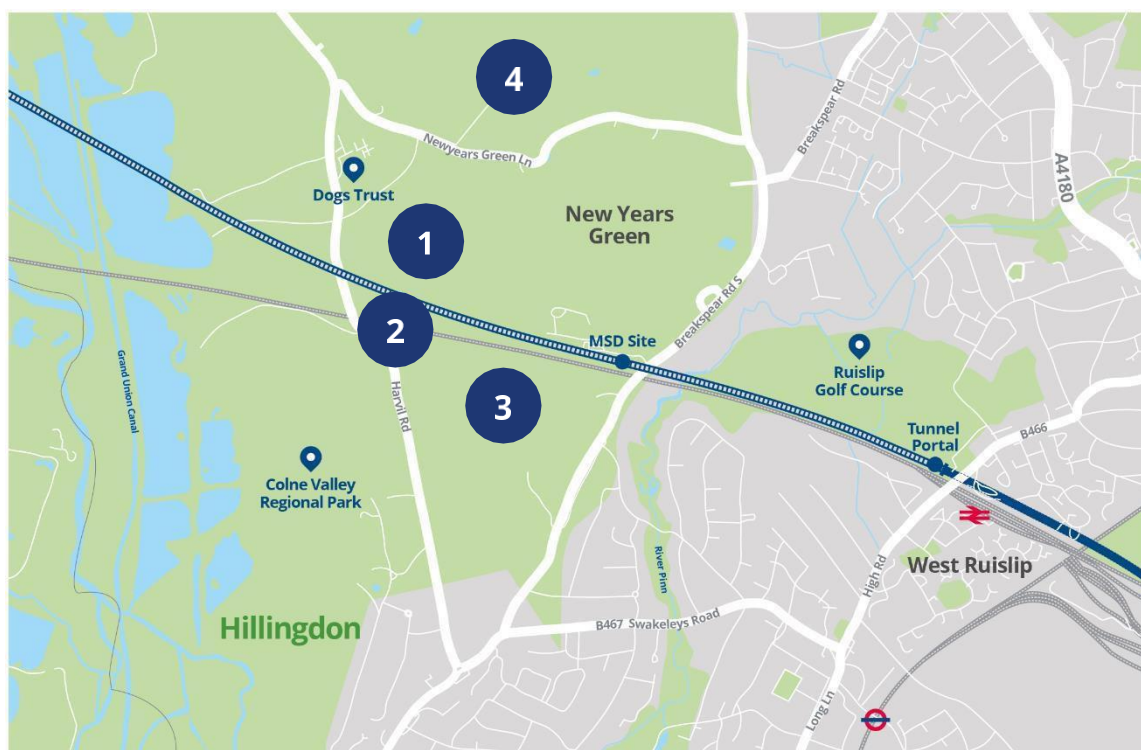 4
Breakspear Rd
A4180
Newyears Green Ln
Dogs Trust
New Years
Green
1
Breakspear Rd S
2
MSD Site
Ruislip
Golf Course
Grand Union Canal
Harvil Rd
3
Tunnel
Portal
B466
Colne Valley
Regional Park
River Pinn
High Rd
West Ruislip
Hillingdon
B467 Swakeleys Road
Long Ln